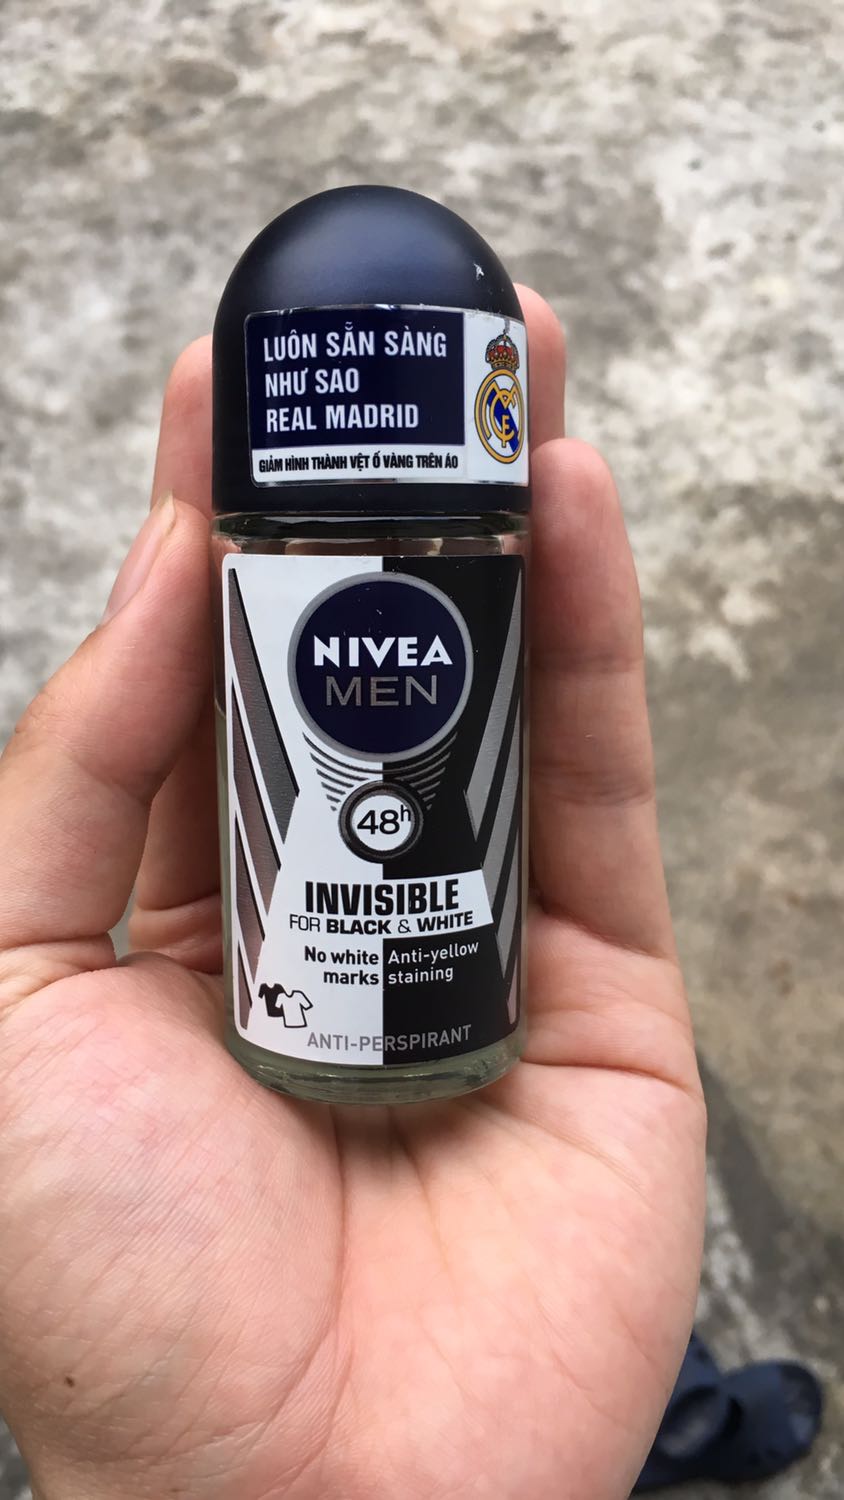 LUÔN SẴN SÀNG
NHƯ SAO
REAL MADRID
GIẢM HÌNH THÀNH VỆT Ố VÀNG TRÊN ÁO
NIVEA
MEN
48h
INVISIBLE
FOR BLACK & WHITE
No white marks
Anti-yellow staining
ANTI-PERSPIRANT